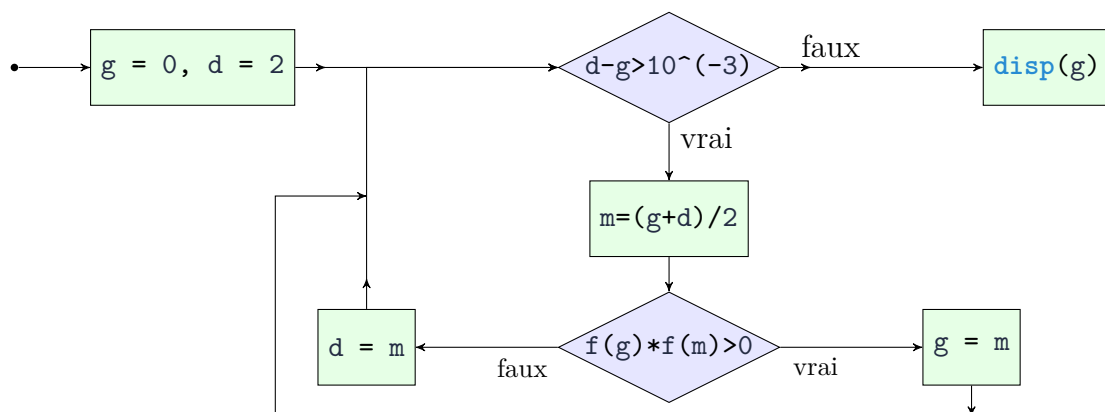 g = 0, d = 2
d-g>10^(-3)
faux
disp(g)
vrai
m=(g+d)/2
d = m
faux
f(g)*f(m)>0
vrai
g = m